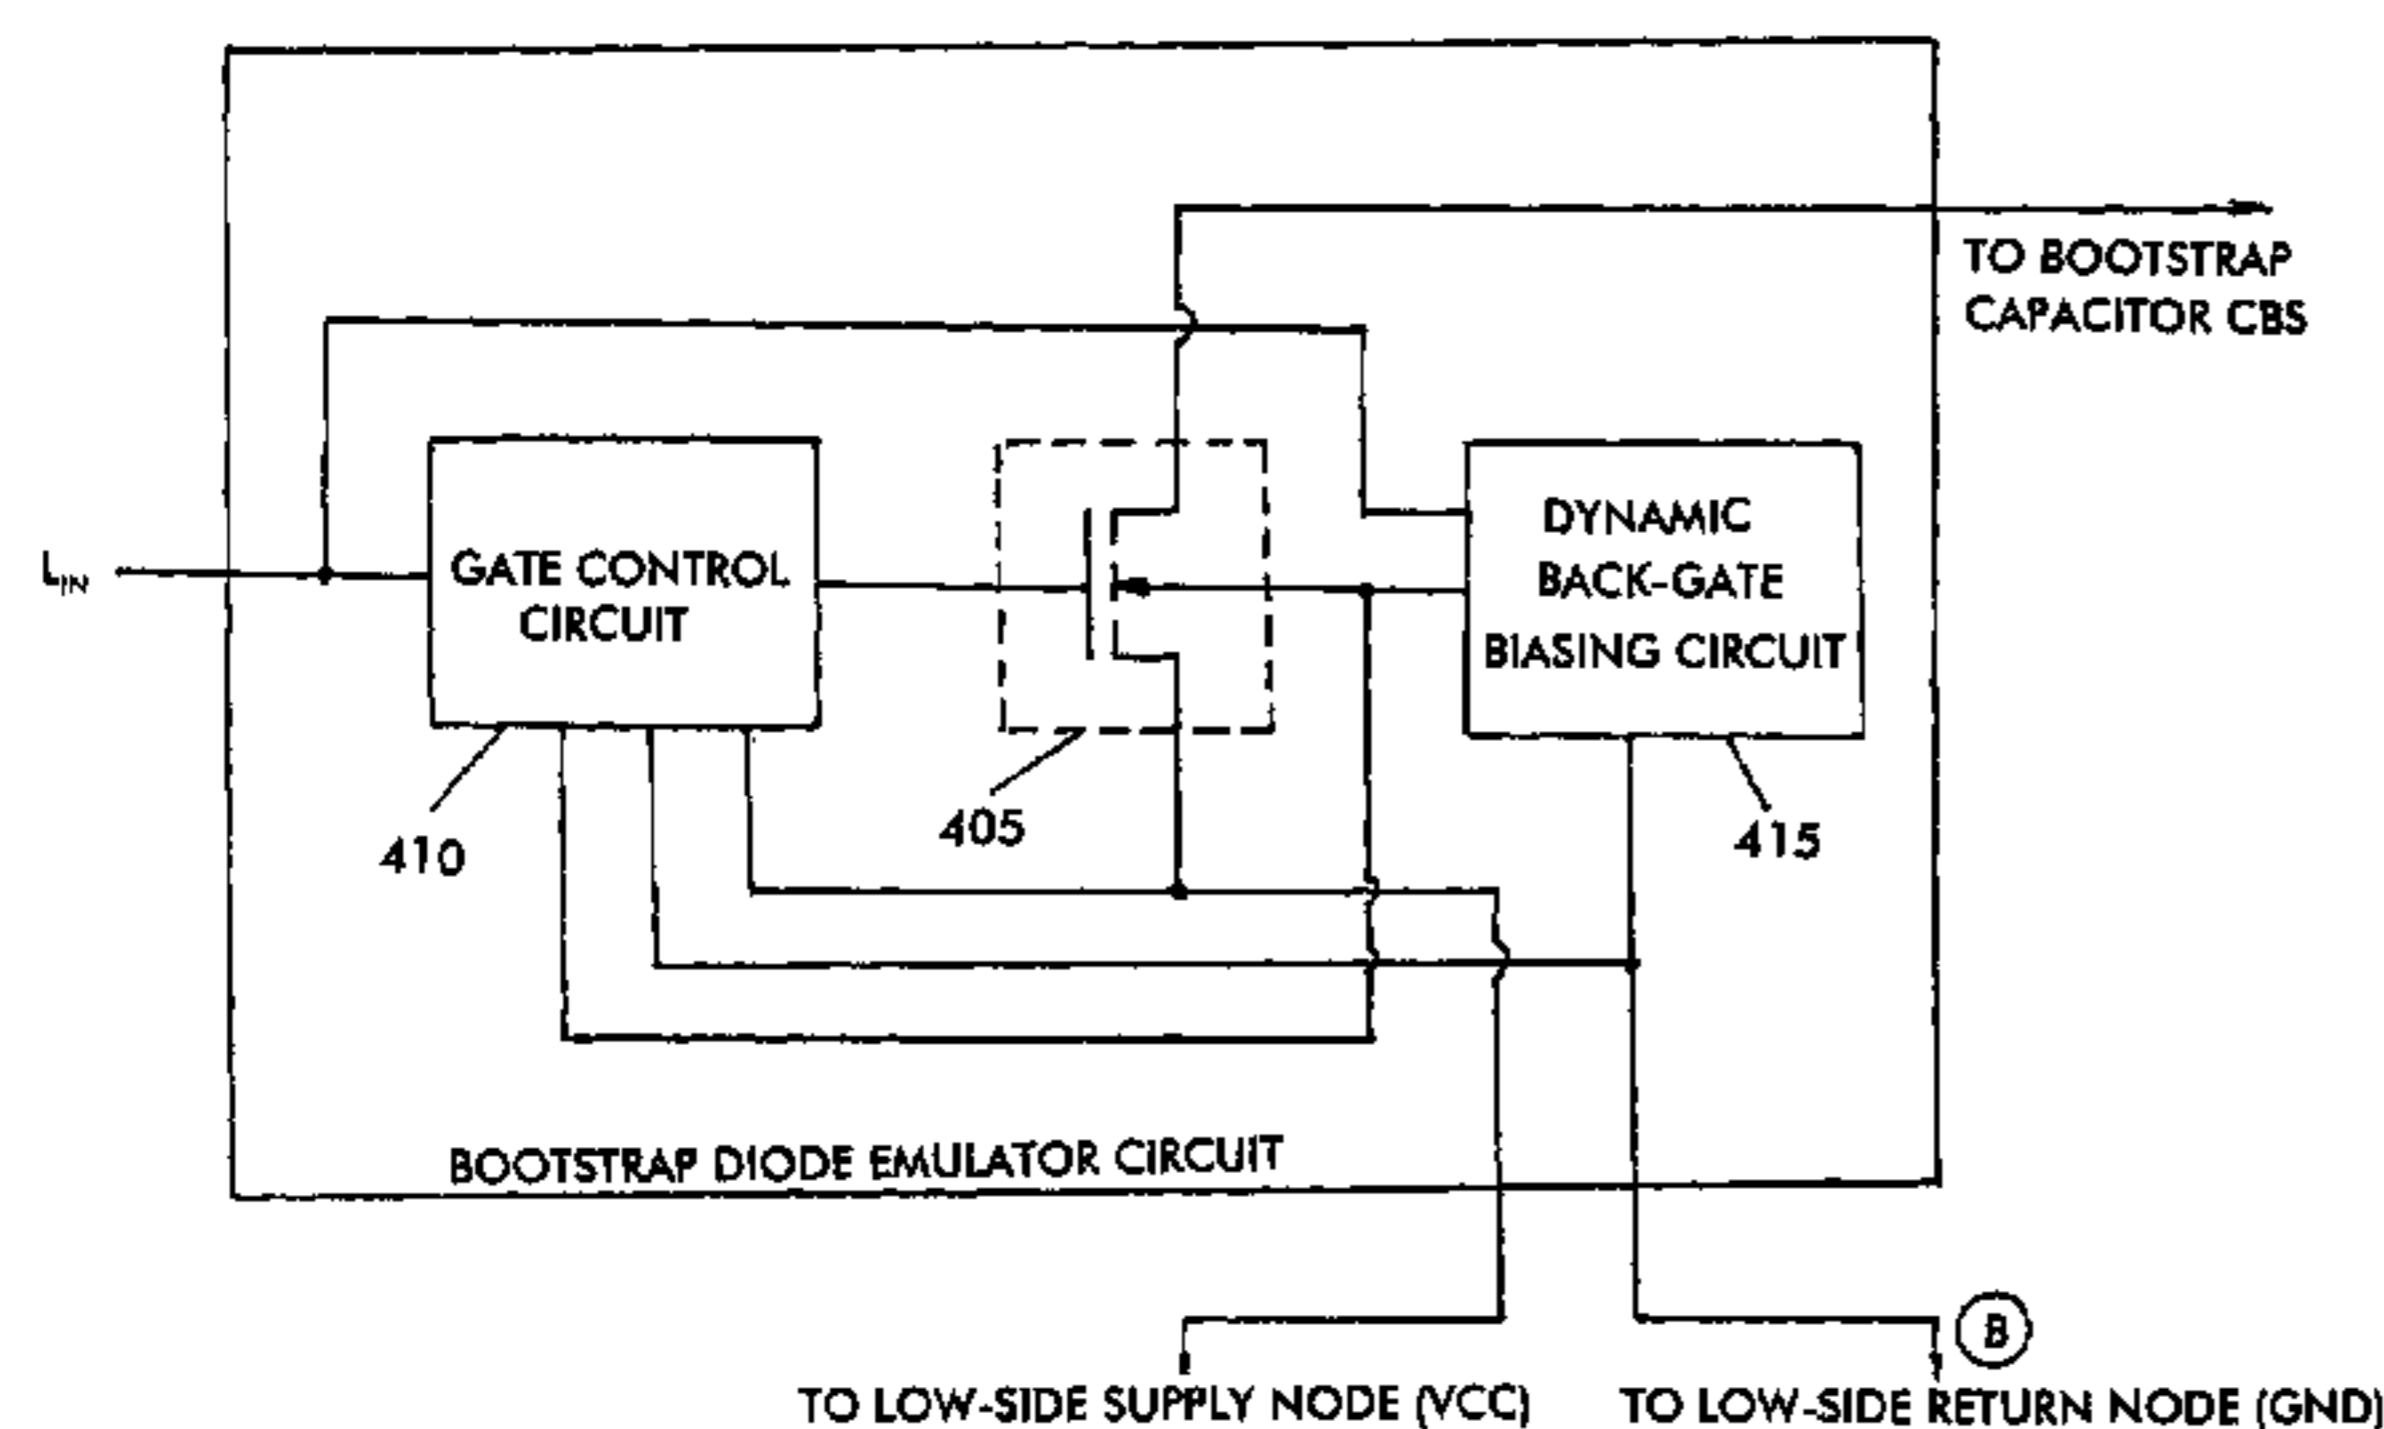 TO BOOTSTRAP
CAPACITOR CBS
LIN
GATE CONTROL
CIRCUIT
DYNAMIC
BACK-GATE
BIASING CIRCUIT
410
405
415
BOOTSTRAP DIODE EMULATOR CIRCUIT
B
TO LOW-SIDE SUPPLY NODE (VCC)
TO LOW-SIDE RETURN NODE (GND)